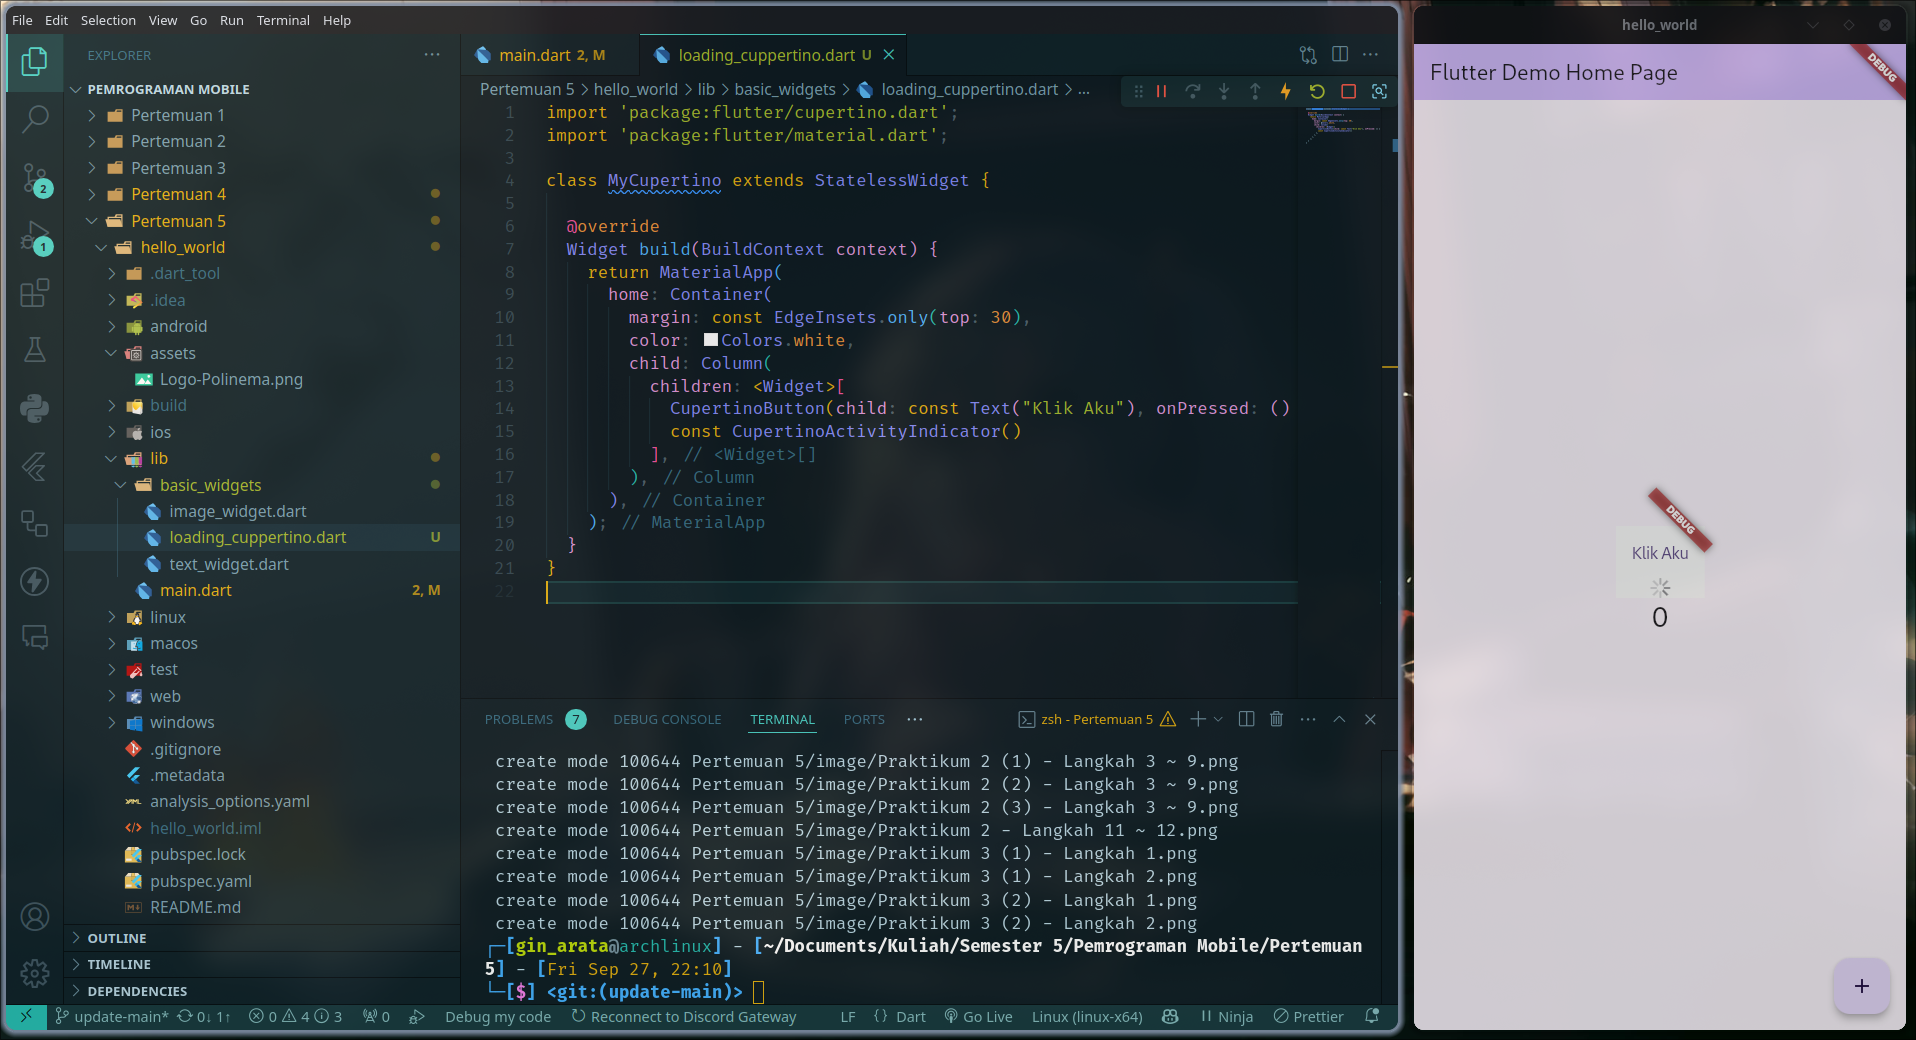 File Edit Selection View Go Run Terminal Help
EXPLORER
PEMROGRAMAN MOBILE
Pertemuan 1
Pertemuan 2
Pertemuan 3
Pertemuan 4
Pertemuan 5
hello_world
.dart_tool
.idea
android
assets
Logo-Polinema.png
build
ios
lib
basic_widgets
image_widget.dart
loading_cuppertino.dart U
text_widget.dart
main.dart 2, M
linux
macos
test
web
windows
.gitignore
.metadata
analysis_options.yaml
hello_world.iml
pubspec.lock
pubspec.yaml
README.md
OUTLINE
TIMELINE
DEPENDENCIES
2
1
main.dart 2, M
loading_cuppertino.dart U
Pertemuan 5 > hello_world > lib > basic_widgets > loading_cuppertino.dart > ...
1 import 'package:flutter/cupertino.dart';
2 import 'package:flutter/material.dart';
3
4 class MyCupertino extends StatelessWidget {
5
6 @override
7 Widget build(BuildContext context) {
8 return MaterialApp(
9 home: Container(
10 margin: const EdgeInsets.only(top: 30),
11 color: Colors.white,
12 child: Column(
13 children: <Widget>[
14 CupertinoButton(child: const Text("Klik Aku"), onPressed: ()
15 const CupertinoActivityIndicator()
16 ], // <Widget>[]
17 ), // Column
18 ), // Container
19 ); // MaterialApp
20 }
21 }
22
PROBLEMS 7 DEBUG CONSOLE TERMINAL PORTS
zsh - Pertemuan 5
create mode 100644 Pertemuan 5/image/Praktikum 2 (1) - Langkah 3 ~ 9.png
create mode 100644 Pertemuan 5/image/Praktikum 2 (2) - Langkah 3 ~ 9.png
create mode 100644 Pertemuan 5/image/Praktikum 2 (3) - Langkah 3 ~ 9.png
create mode 100644 Pertemuan 5/image/Praktikum 2 - Langkah 11 ~ 12.png
create mode 100644 Pertemuan 5/image/Praktikum 3 (1) - Langkah 1.png
create mode 100644 Pertemuan 5/image/Praktikum 3 (1) - Langkah 2.png
create mode 100644 Pertemuan 5/image/Praktikum 3 (2) - Langkah 1.png
create mode 100644 Pertemuan 5/image/Praktikum 3 (2) - Langkah 2.png
┌─[gin_arata@archlinux] - [~/Documents/Kuliah/Semester 5/Pemrograman Mobile/Pertemuan
5] - [Fri Sep 27, 22:10]
└─[$] <git:(update-main)>
update-main* 0↓ 1↑ 0 4 3 0 Debug my code Reconnect to Discord Gateway LF {} Dart Go Live Linux (linux-x64) Ninja Prettier
hello_world
Flutter Demo Home Page
DEBUG
DEBUG
Klik Aku
0
+